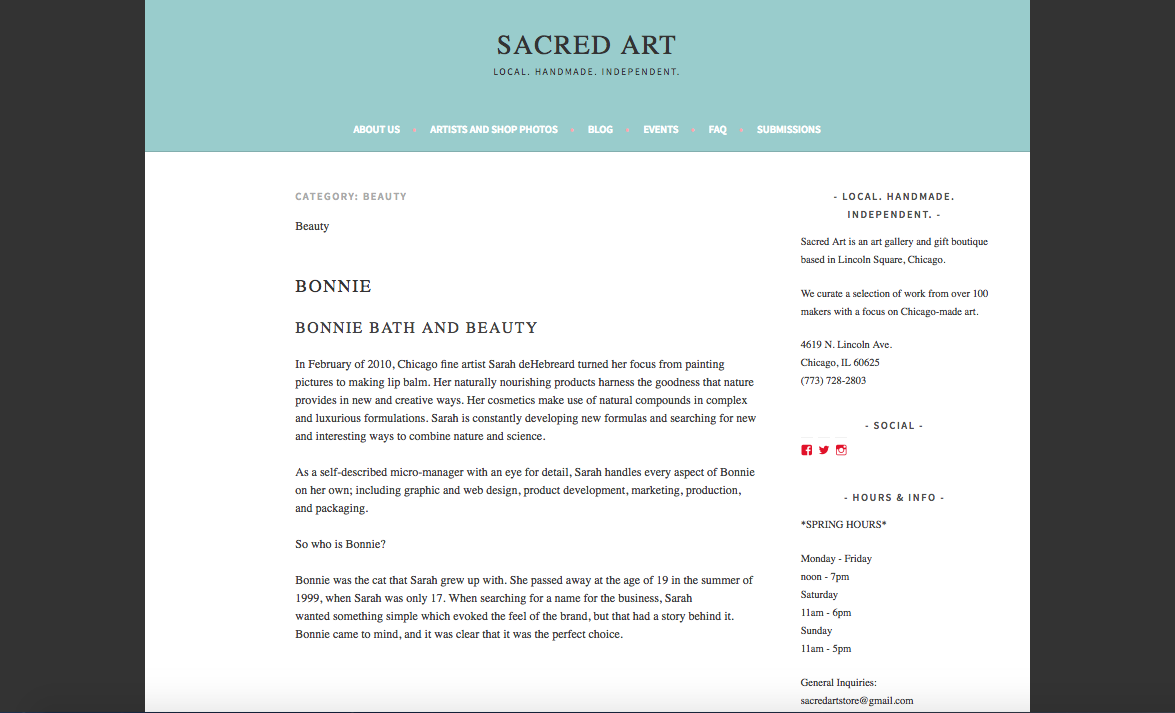 SACRED ART
LOCAL. HANDMADE. INDEPENDENT.
ABOUT US
ARTISTS AND SHOP PHOTOS
BLOG
EVENTS
FAQ
SUBMISSIONS
CATEGORY: BEAUTY
Beauty
BONNIE
BONNIE BATH AND BEAUTY
In February of 2010, Chicago fine artist Sarah deHebreard turned her focus from painting
pictures to making lip balm. Her naturally nourishing products harness the goodness that nature
provides in new and creative ways. Her cosmetics make use of natural compounds in complex
and luxurious formulations. Sarah is constantly developing new formulas and searching for new
and interesting ways to combine nature and science.
As a self-described micro-manager with an eye for detail, Sarah handles every aspect of Bonnie
on her own; including graphic and web design, product development, marketing, production,
and packaging.
So who is Bonnie?
Bonnie was the cat that Sarah grew up with. She passed away at the age of 19 in the summer of
1999, when Sarah was only 17. When searching for a name for the business, Sarah
wanted something simple which evoked the feel of the brand, but that had a story behind it.
Bonnie came to mind, and it was clear that it was the perfect choice.
- LOCAL. HANDMADE.
INDEPENDENT. -
Sacred Art is an art gallery and gift boutique
based in Lincoln Square, Chicago.
We curate a selection of work from over 100
makers with a focus on Chicago-made art.
4619 N. Lincoln Ave.
Chicago, IL 60625
(773) 728-2803
- SOCIAL -
- HOURS & INFO -
*SPRING HOURS*
Monday - Friday
noon - 7pm
Saturday
11am - 6pm
Sunday
11am - 5pm
General Inquiries:
sacredartstore@gmail.com